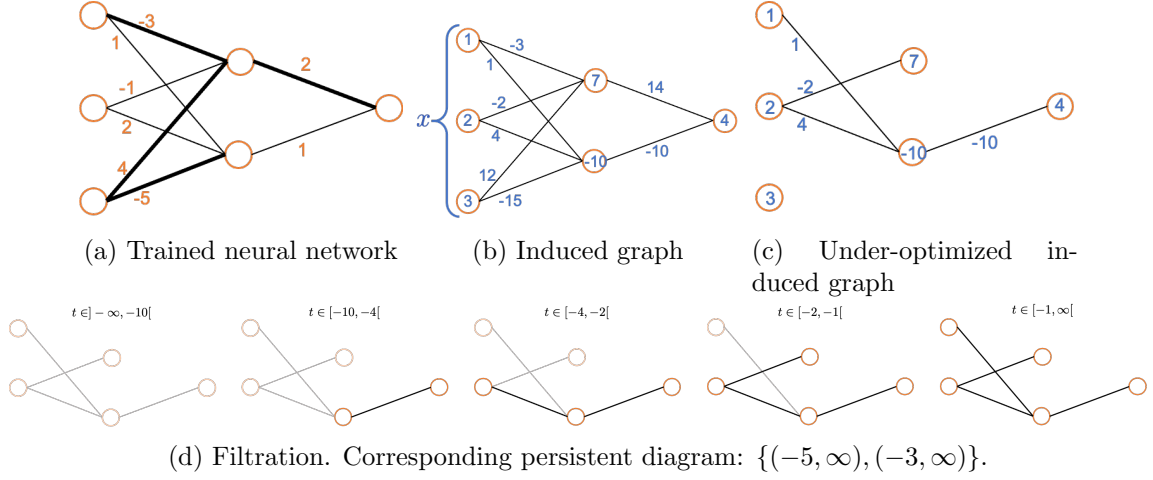 -3
1
-1
2
4
-5
2
1
(a) Trained neural network
x
1
2
3
-3
1
-2
4
12
-15
7
-10
14
-10
4
(b) Induced graph
1
2
3
1
-2
4
7
-10
-10
4
(c) Under-optimized in-
duced graph
t ∈] − ∞, −10[
t ∈ [−10, −4[
t ∈ [−4, −2[
t ∈ [−2, −1[
t ∈ [−1, ∞[
(d) Filtration. Corresponding persistent diagram: {(−5, ∞), (−3, ∞)}.